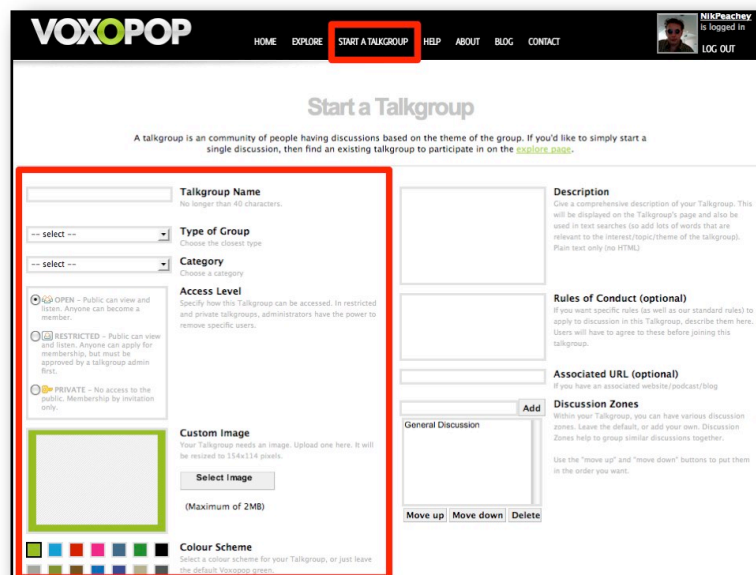 VOXOPOP
HOME EXPLORE START A TALKGROUP HELP ABOUT BLOG CONTACT
NikPeachey
is logged in
LOG OUT
Start a Talkgroup
A talkgroup is an community of people having discussions based on the theme of the group. If you'd like to simply start a
single discussion, then find an existing talkgroup to participate in on the explore page.
Talkgroup Name
No longer than 40 characters.
-- select --
Type of Group
Choose the closest type
-- select --
Category
Choose a category
OPEN - Public can view and
listen. Anyone can become a
member.
RESTRICTED - Public can view
and listen. Anyone can apply for
membership, but must be
approved by a talkgroup admin
first.
PRIVATE - No access to the
public. Membership by invitation
only.
Access Level
Specify how this Talkgroup can be accessed. In restricted
and private talkgroups, administrators have the power to
remove specific users.
Custom Image
Your Talkgroup needs an image. Upload one here. It will
be resized to 154x114 pixels.
Select Image
(Maximum of 2MB)
Colour Scheme
Select a colour scheme for your Talkgroup, or just leave
the default Voxopop green.
Description
Give a comprehensive description of your Talkgroup. This
will be displayed on the Talkgroup's page and also be
used in text searches (so add lots of words that are
relevant to the interest/topic/theme of the talkgroup).
Plain text only (no HTML)
Rules of Conduct (optional)
If you want specific rules (as well as our standard rules) to
apply to discussion in this Talkgroup, describe them here.
Users will have to agree to these before joining this
talkgroup.
Associated URL (optional)
If you have an associated website/podcast/blog
Add
General Discussion
Move up Move down Delete
Discussion Zones
Within your Talkgroup, you can have various discussion
zones. Leave the default, or add your own. Discussion
Zones help to group similar discussions together.
Use the "move up" and "move down" buttons to put them
in the order you want.